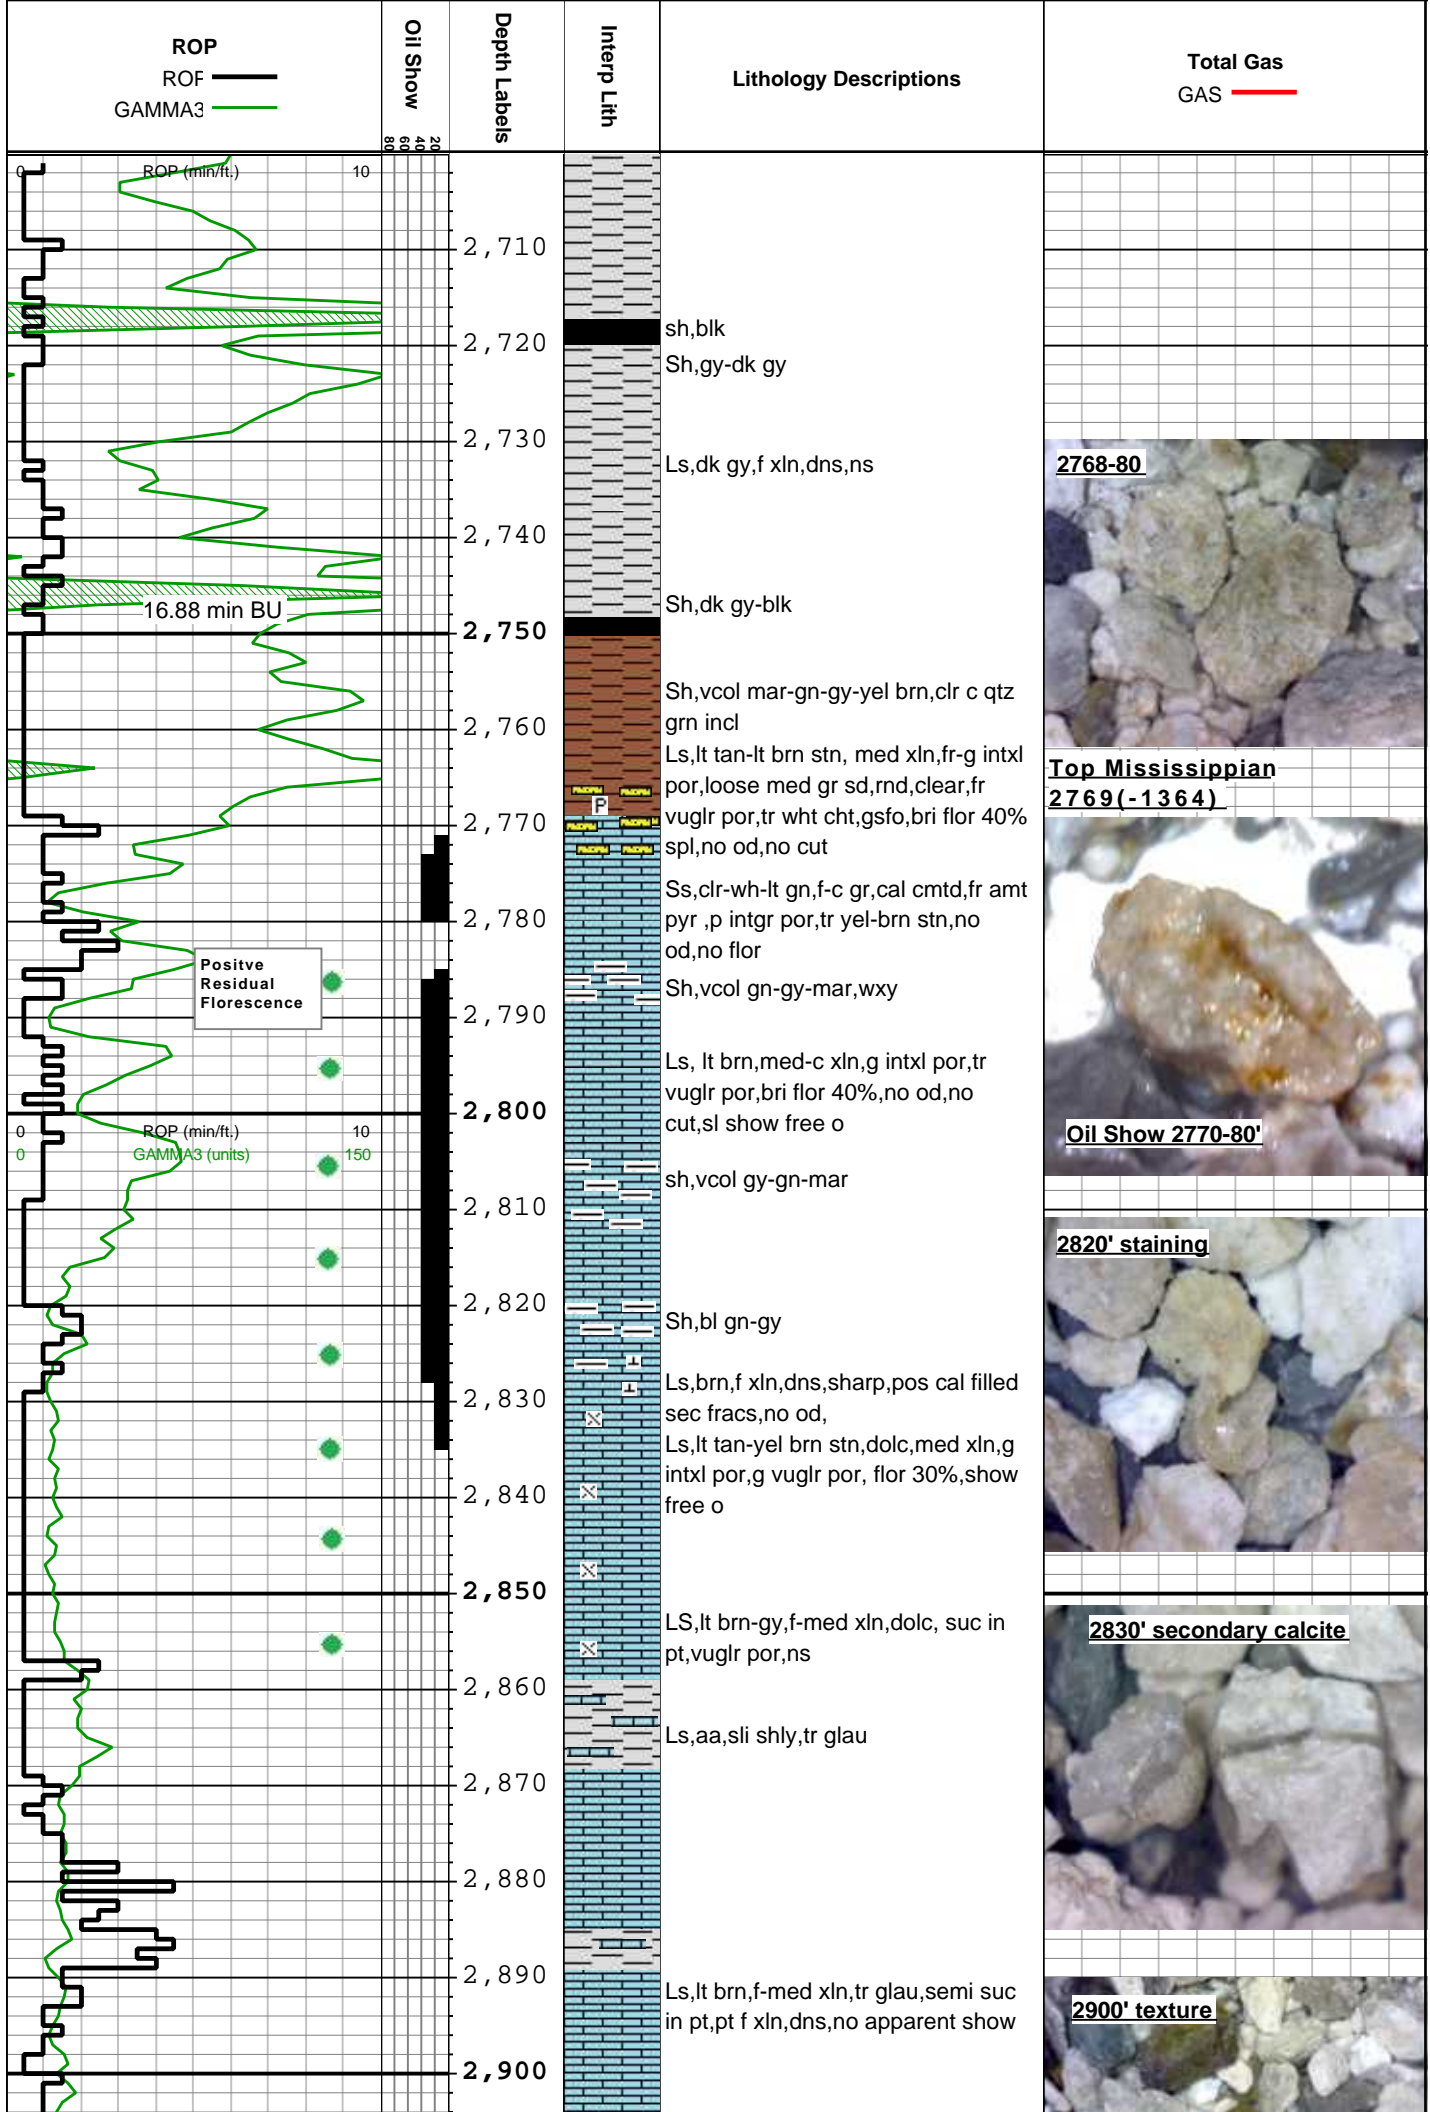 ROP
ROP
GAMMA3
Oil Show
80 60 40 20
Depth Labels
Interp Lith
Lithology Descriptions
Total Gas
GAS
0 ROP (min/ft.) 10
2,710
sh,blk
2,720
Sh,gy-dk gy
2,730
Ls,dk gy,f xln,dns,ns
2768-80
2,740
16.88 min BU
Sh,dk gy-blk
2,750
Sh,vcol mar-gn-gy-yel brn,clr c qtz
grn incl
2,760
Ls,lt tan-lt brn stn, med xln,fr-g intxl
por,loose med gr sd,rnd,clear,fr
vuglr por,tr wht cht,gsfo,bri flor 40%
spl,no od,no cut
Top Mississippian
2769(-1364)
P
2,770
Ss,clr-wh-lt gn,f-c gr,cal cmtd,fr amt
pyr ,p intgr por,tr yel-brn stn,no
od,no flor
2,780
Positve
Residual
Florescence
Sh,vcol gn-gy-mar,wxy
2,790
Ls, lt brn,med-c xln,g intxl por,tr
vuglr por,bri flor 40%,no od,no
cut,sl show free o
2,800
0 ROP (min/ft.) 10
0 GAMMA3 (units) 150
Oil Show 2770-80'
sh,vcol gy-gn-mar
2,810
2820' staining
2,820
Sh,bl gn-gy
2,830
Ls,brn,f xln,dns,sharp,pos cal filled
sec fracs,no od,
Ls,lt tan-yel brn stn,dolc,med xln,g
intxl por,g vuglr por, flor 30%,show
free o
2,840
2,850
LS,lt brn-gy,f-med xln,dolc, suc in
pt,vuglr por,ns
2830' secondary calcite
2,860
Ls,aa,sli shly,tr glau
2,870
2,880
2,890
Ls,lt brn,f-med xln,tr glau,semi suc
in pt,pt f xln,dns,no apparent show
2900' texture
2,900